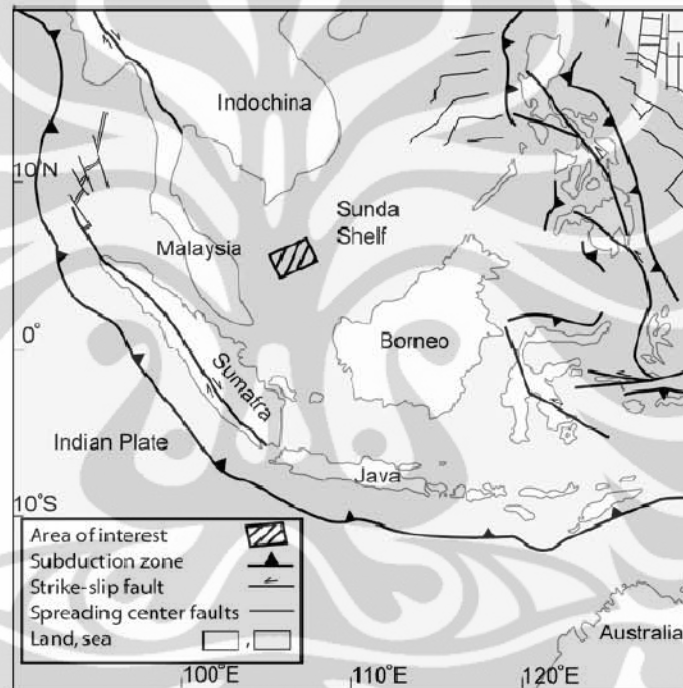 Indochina
10°N
Sunda
Shelf
Malaysia
0°
Borneo
Sumatra
Indian Plate
Java
10°S
Area of interest
Subduction zone
Strike-slip fault
Spreading center faults
Land, sea ,
Australia
100°E 110°E 120°E